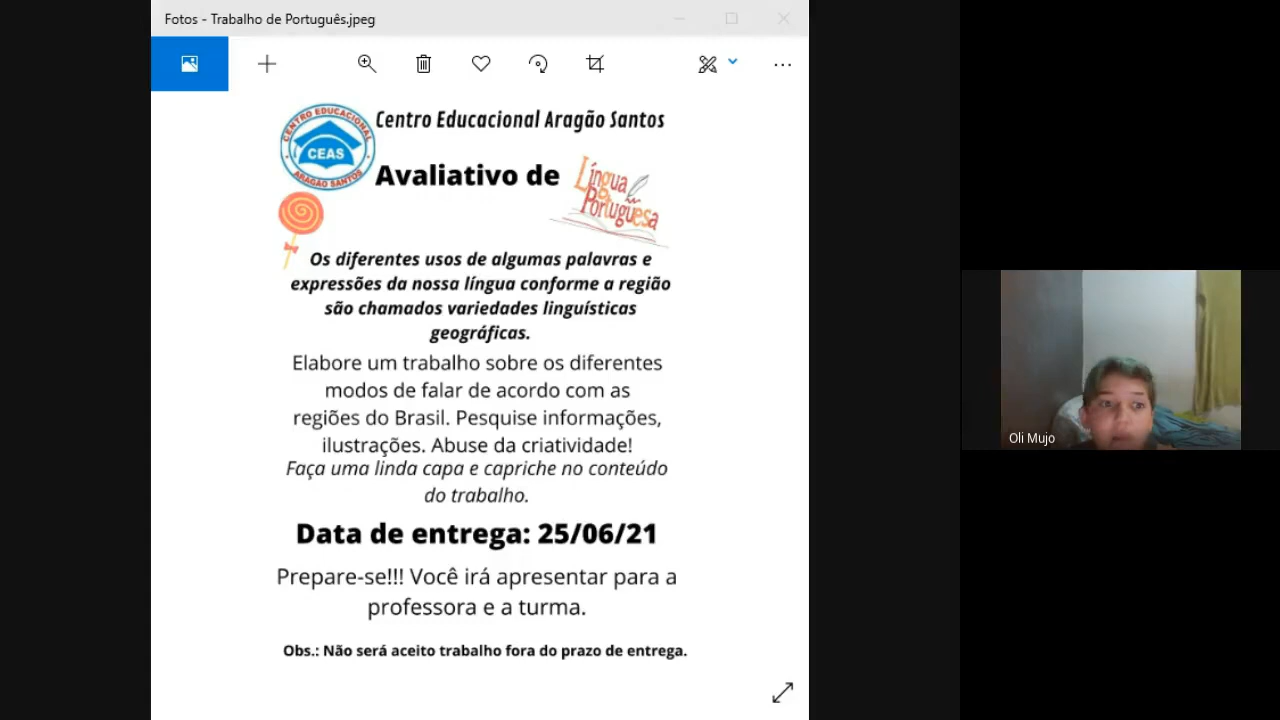 Fotos - Trabalho de Português.jpeg
CENTRO EDUCACIONAL
CEAS
ARAGÃO SANTOS
Centro Educacional Aragão Santos
Avaliativo de
Língua
Portuguesa
Os diferentes usos de algumas palavras e
expressões da nossa língua conforme a região
são chamados variedades linguísticas
geográficas.
Elabore um trabalho sobre os diferentes
modos de falar de acordo com as
regiões do Brasil. Pesquise informações,
ilustrações. Abuse da criatividade!
Faça uma linda capa e capriche no conteúdo
do trabalho.
Data de entrega: 25/06/21
Prepare-se!!! Você irá apresentar para a
professora e a turma.
Obs.: Não será aceito trabalho fora do prazo de entrega.
Oli Mujo